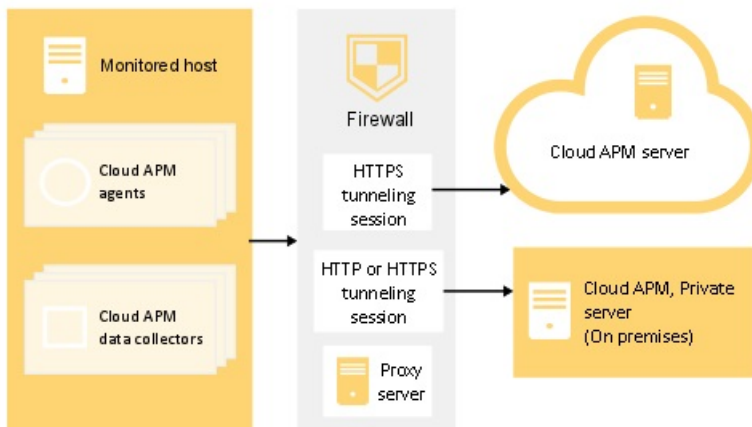 Monitored host
Cloud APM
agents
Cloud APM
data collectors
Firewall
HTTPS
tunneling
session
HTTP or HTTPS
tunneling
session
Proxy
server
Cloud APM server
Cloud APM, Private
server
(On premises)